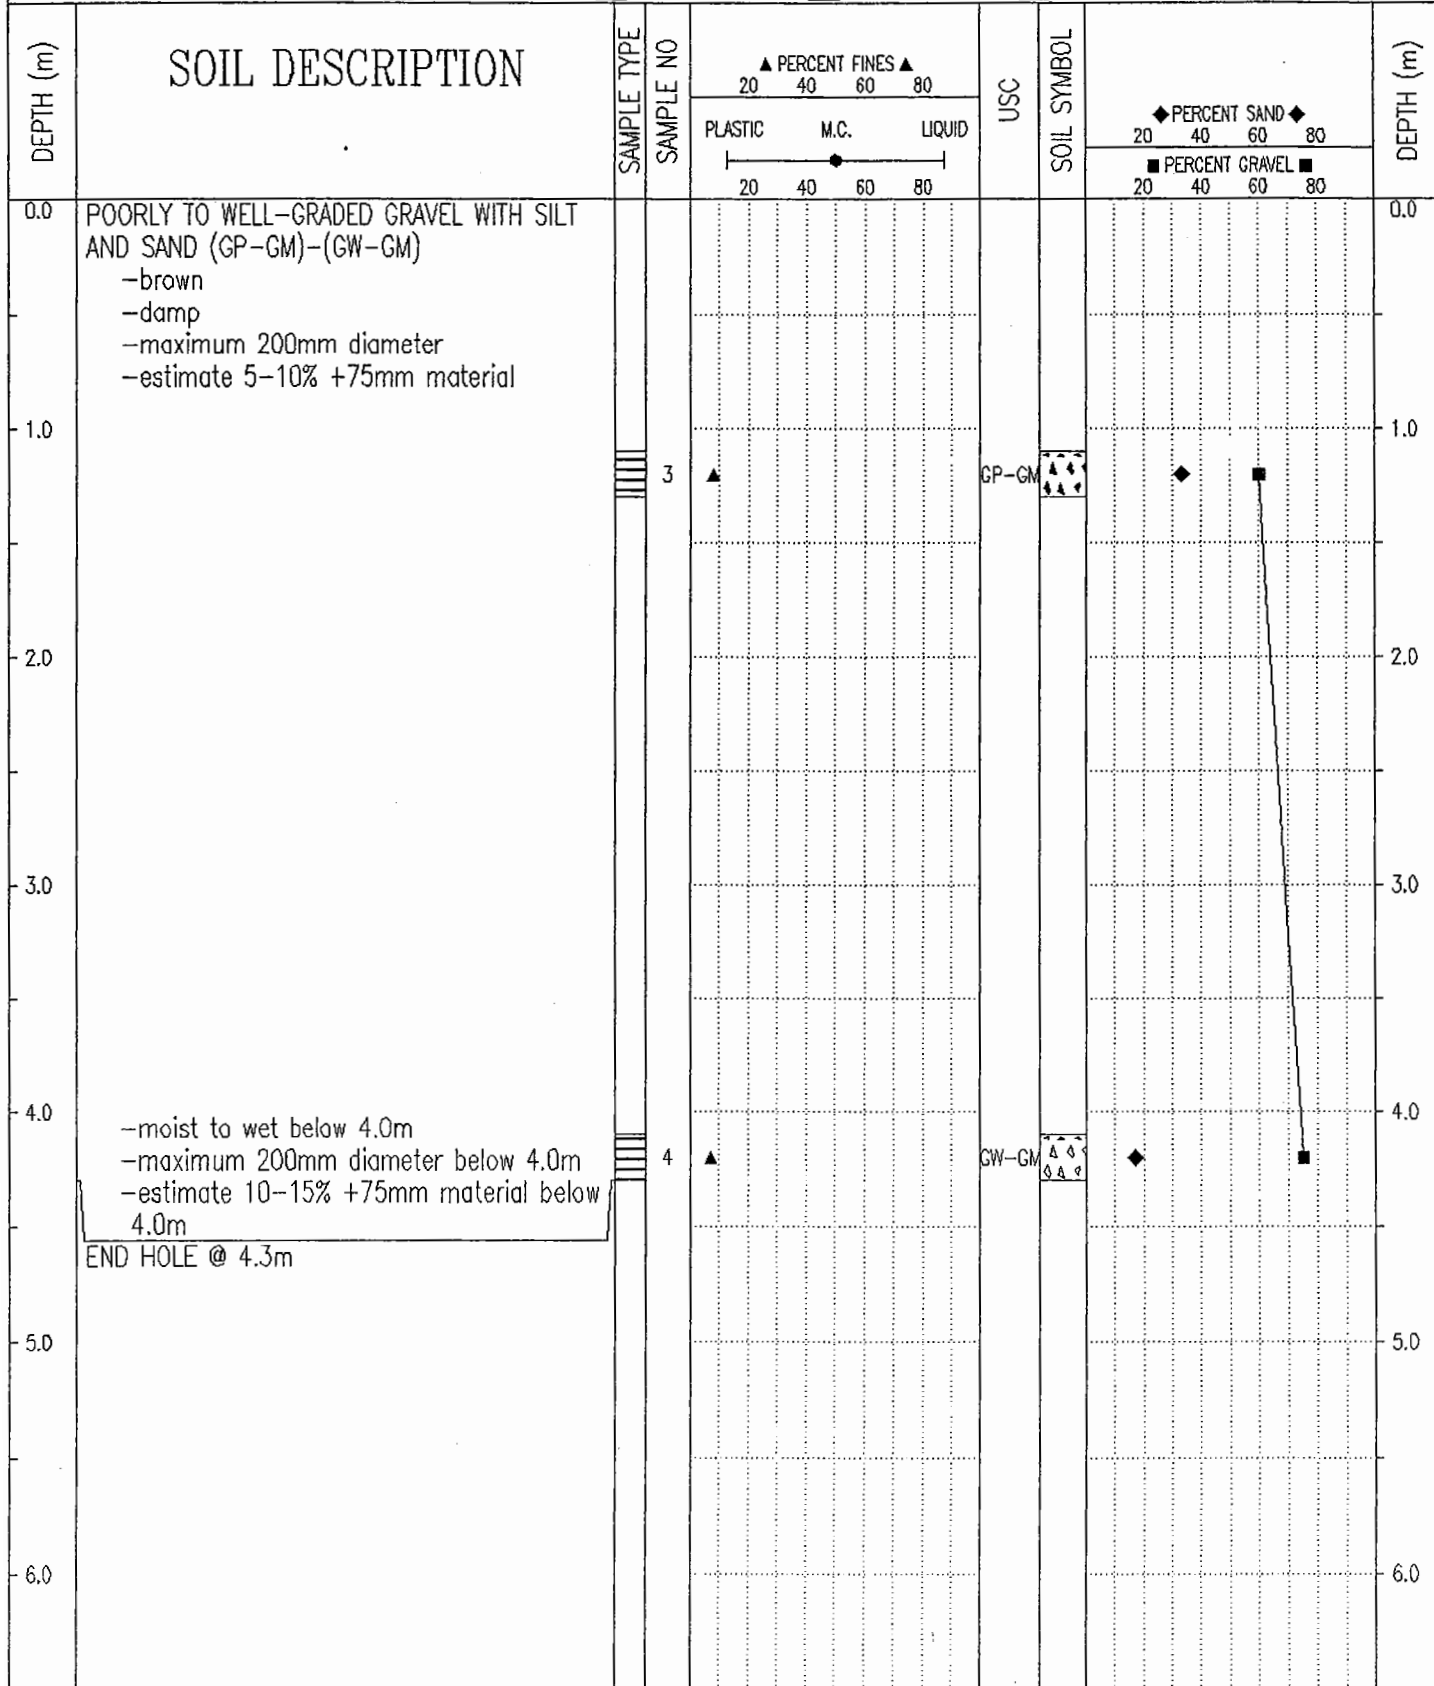 DEPTH (m)
SOIL DESCRIPTION
SAMPLE TYPE
SAMPLE NO
▲ PERCENT FINES ▲
20 40 60 80
PLASTIC M.C. LIQUID
20 40 60 80
USC
SOIL SYMBOL
◆PERCENT SAND◆
20 40 60 80
■ PERCENT GRAVEL ■
20 40 60 80
DEPTH (m)
0.0
POORLY TO WELL-GRADED GRAVEL WITH SILT
AND SAND (GP-GM)-(GW-GM)
-brown
-damp
-maximum 200mm diameter
-estimate 5-10% +75mm material
0.0
1.0
1.0
3
GP-GM
2.0
2.0
3.0
3.0
4.0
4.0
-moist to wet below 4.0m
-maximum 200mm diameter below 4.0m
4
GW-GM
-estimate 10-15% +75mm material below
4.0m
END HOLE @ 4.3m
5.0
5.0
6.0
6.0